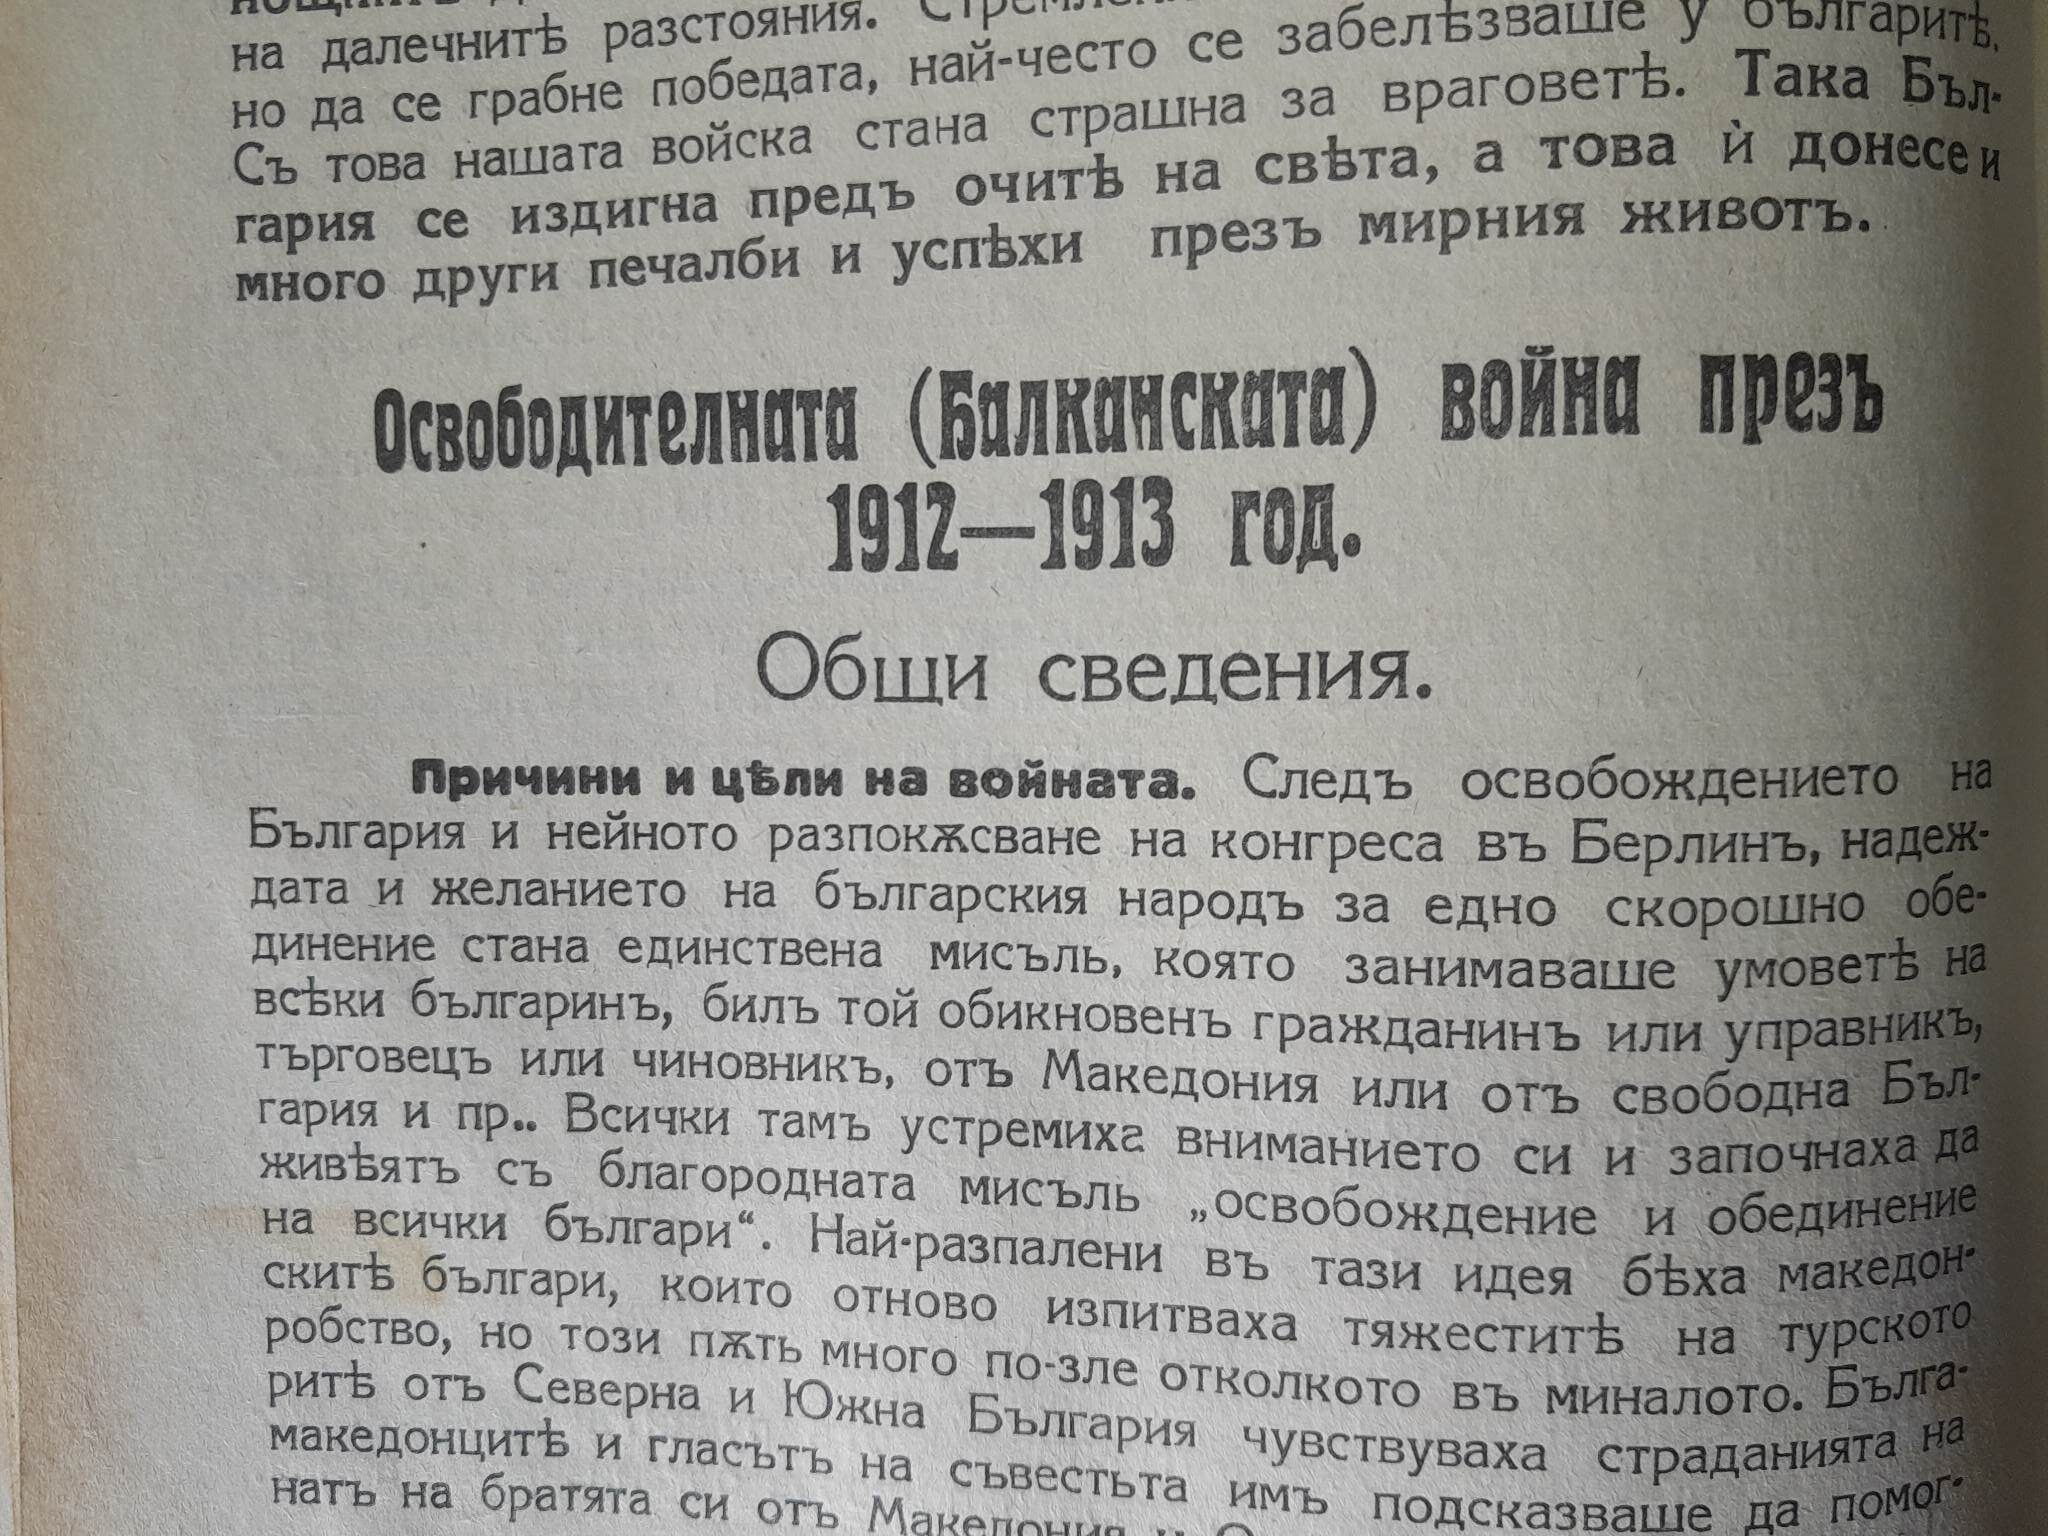 на далечнитѣ разстояния.
но да се грабне победата, най-често се забелѣзваше у българитѣ.
Съ това нашата войска стана страшна за враговетѣ. Така Бъл-
гария се издигна предъ очитѣ на свѣта, а това ѝ донесе и
много други печалби и успѣхи презъ мирния животъ.
Освободителната (Балканската) война презъ
1912—1913 год.
Общи сведения.
Причини и цѣли на войната. Следъ освобождението на
България и нейното разпокѫсване на конгреса въ Берлинъ, надеж-
дата и желанието на българския народъ за едно скорошно обе-
динение стана единствена мисъль, която занимаваше умоветѣ на
всѣки българинъ, билъ той обикновенъ гражданинъ или управникъ,
търговецъ или чиновникъ, отъ Македония или отъ свободна Бъл-
гария и пр.. Всички тамъ устремиха вниманието си и започнаха да
живѣятъ съ благородната мисъль „освобождение и обединение
на всички българи“. Най-разпалени въ тази идея бѣха македон-
скитѣ българи, които отново изпитваха тяжеститѣ на турското
робство, но този пѫть много по-зле отколкото въ миналото. Бълга-
ритѣ отъ Северна и Южна България чувствуваха страданията на
македонцитѣ и гласътъ на съвестьта имъ подсказваше да помог-
натъ на братята си отъ Македония и